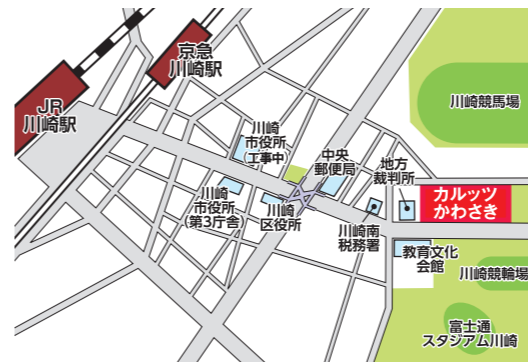 京急
川崎駅
JR
川崎駅
川崎競馬場
川崎
市役所
(工事中)
中央
郵便局
地方
裁判所
カルッツ
かわさき
川崎
市役所
(第3庁舎)
川崎
区役所
川崎南
税務署
教育文化
会館
川崎競輪場
富士通
スタジアム川崎